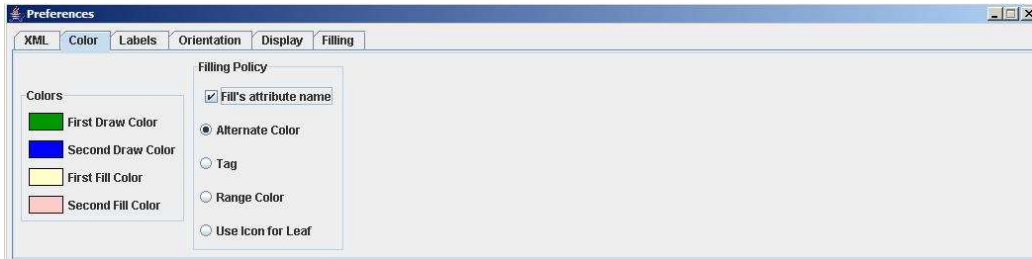 Preferences
XML Color Labels Orientation Display Filling
Colors
First Draw Color
Second Draw Color
First Fill Color
Second Fill Color
Filling Policy
Fill's attribute name
Alternate Color
Tag
Range Color
Use Icon for Leaf